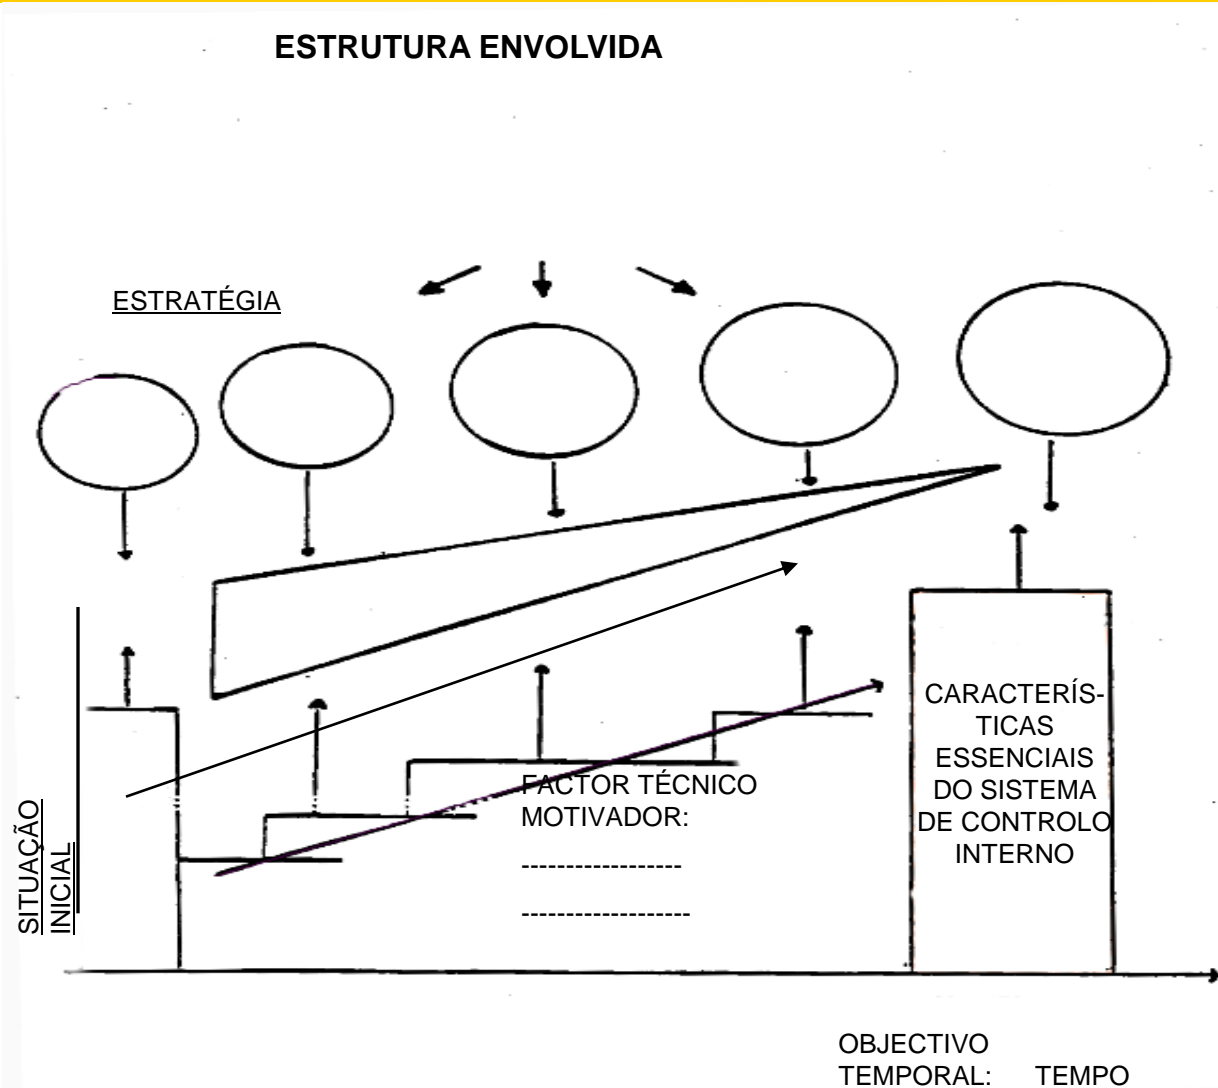 ESTRUTURA ENVOLVIDA
ESTRATÉGIA
SITUAÇÃO
INICIAL
FACTOR TÉCNICO
MOTIVADOR:
-----------------
------------------
CARACTERÍS-
TICAS
ESSENCIAIS
DO SISTEMA
DE CONTROLO
INTERNO
OBJECTIVO
TEMPORAL: TEMPO